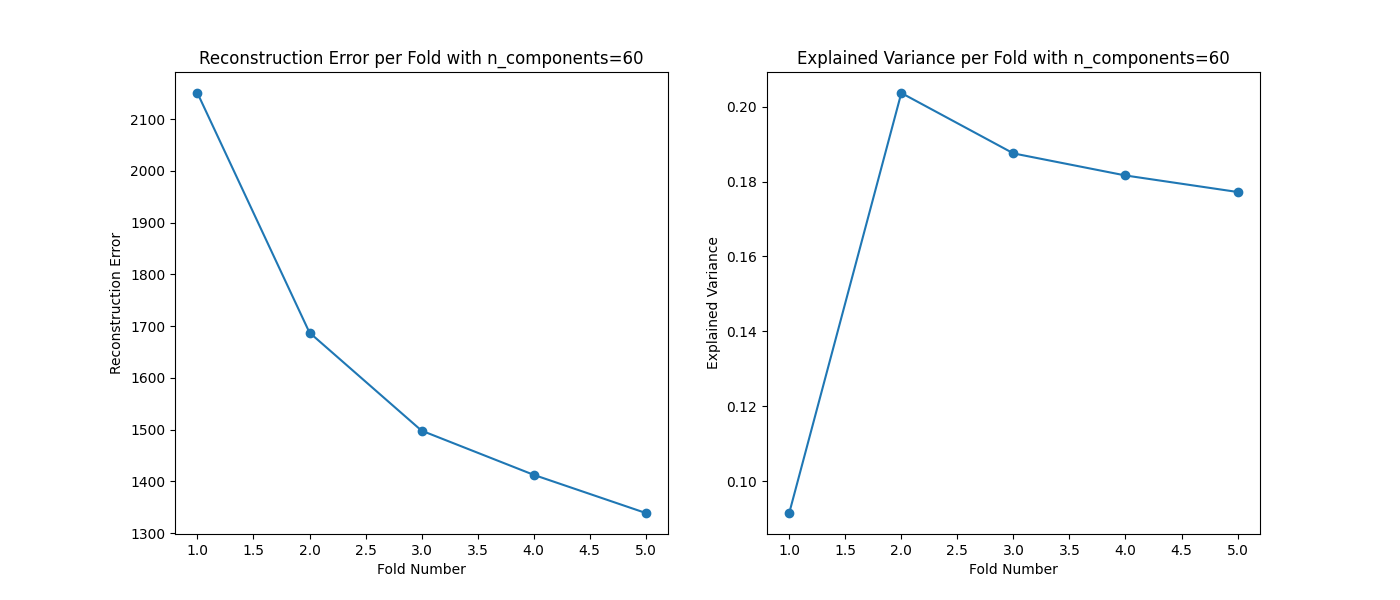 Reconstruction Error per Fold with n_components=60
Reconstruction Error
2100
2000
1900
1800
1700
1600
1500
1400
1300
1.0 1.5 2.0 2.5 3.0 3.5 4.0 4.5 5.0
Fold Number
Explained Variance per Fold with n_components=60
Explained Variance
0.20
0.18
0.16
0.14
0.12
0.10
1.0 1.5 2.0 2.5 3.0 3.5 4.0 4.5 5.0
Fold Number